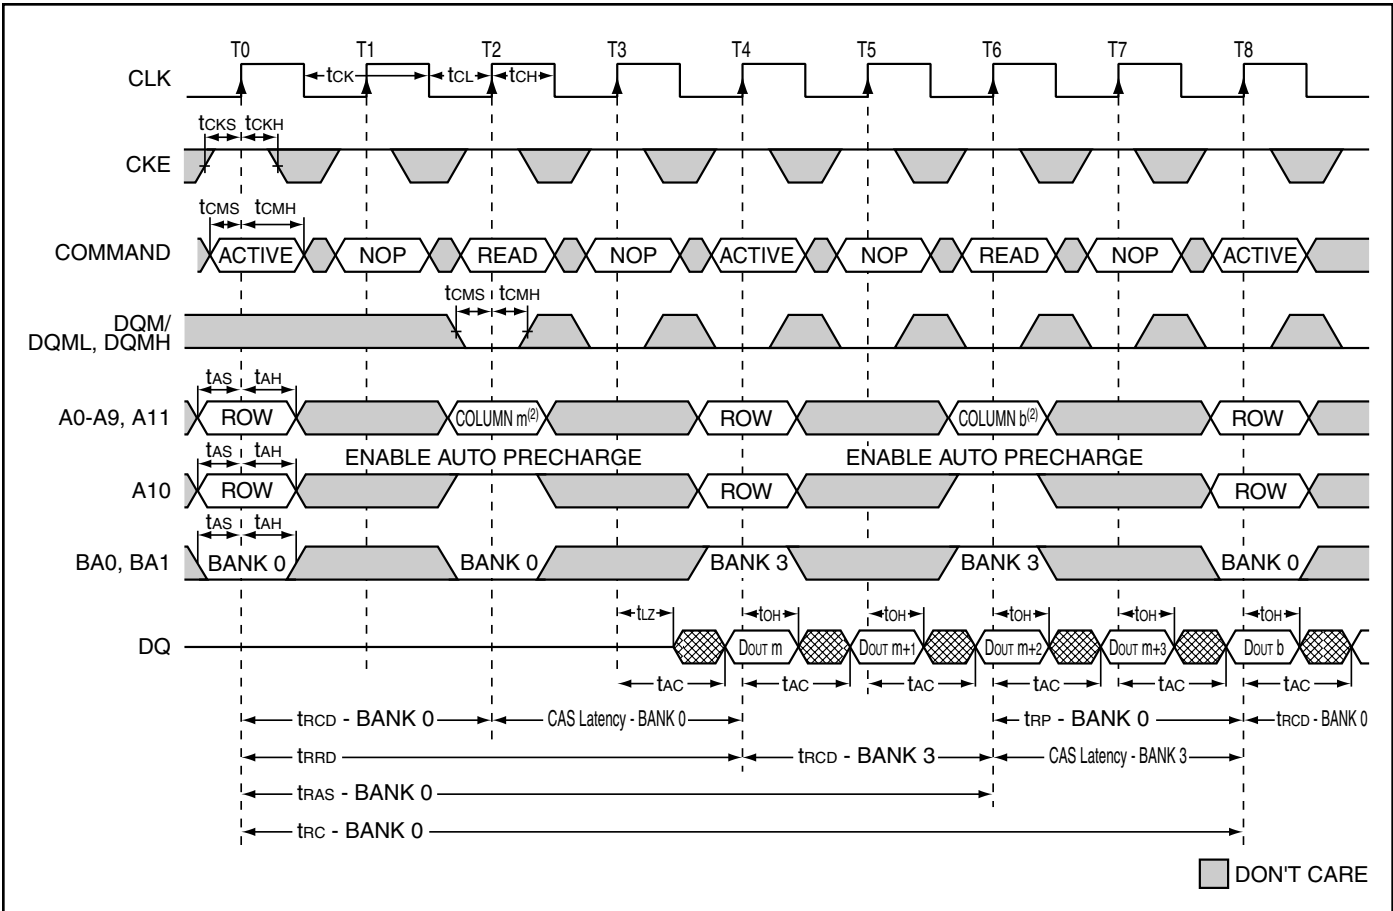 T0 T1 T2 T3 T4 T5 T6 T7 T8
CLK tCK tCL tCH
tCKS tCKH
CKE
tCMS tCMH
COMMAND ACTIVE NOP READ NOP ACTIVE NOP READ NOP ACTIVE
tCMS tCMH
DQM/
DQML, DQMH
tAS tAH
A0-A9, A11 ROW COLUMN m(2) ROW COLUMN b(2) ROW
tAS tAH ENABLE AUTO PRECHARGE ENABLE AUTO PRECHARGE
A10 ROW ROW ROW
tAS tAH
BA0, BA1 BANK 0 BANK 0 BANK 3 BANK 3 BANK 0
tLZ tOH tOH tOH tOH tOH
DQ DOUT m DOUT m+1 DOUT m+2 DOUT m+3 DOUT b
tAC tAC tAC tAC tAC tAC
tRCD - BANK 0 CAS Latency - BANK 0 tRP - BANK 0 tRCD - BANK 0
tRRD tRCD - BANK 3 CAS Latency - BANK 3
tRAS - BANK 0
tRC - BANK 0
DON'T CARE